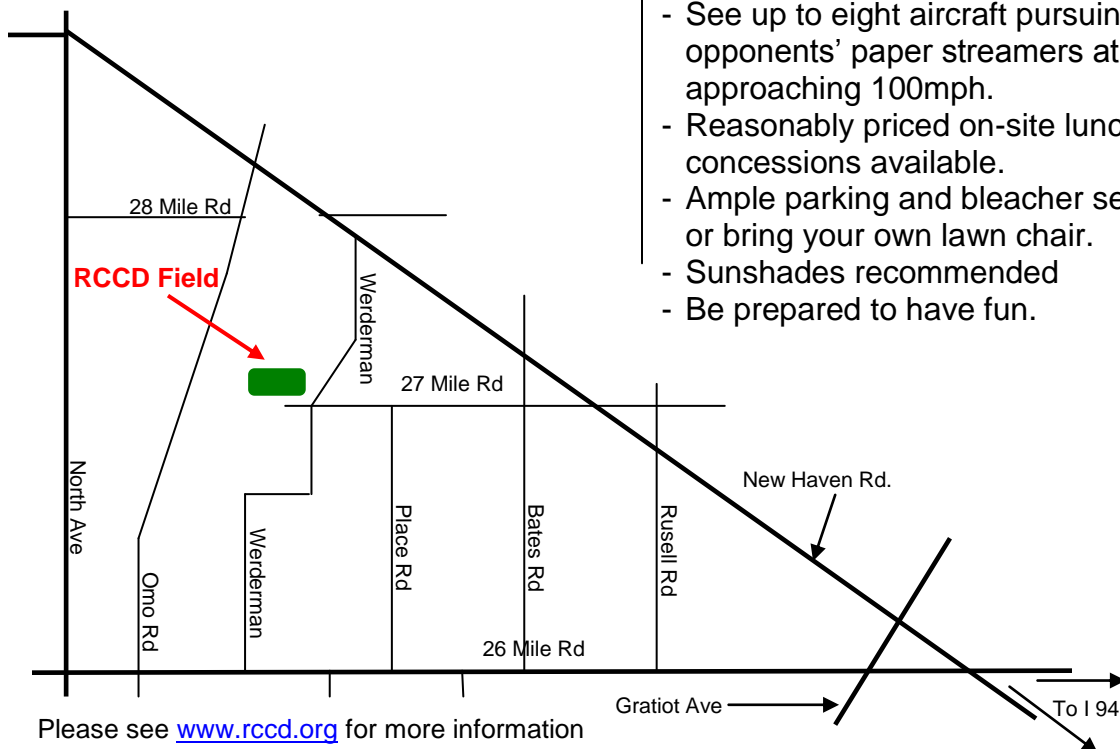 - See up to eight aircraft
opponents’ paper streamers at
approaching 100mph.
- Reasonably priced on-site
concessions available.
- Ample parking and bleacher
or bring your own lawn chair.
- Sunshades recommended
- Be prepared to have fun.
28 Mile Rd
RCCD Field
Werderman
27 Mile Rd
North Ave
New Haven Rd.
Omo Rd
Werderman
Place Rd
Bates Rd
Rusell Rd
26 Mile Rd
Gratiot Ave
To I 94
Please see www.rccd.org for more information